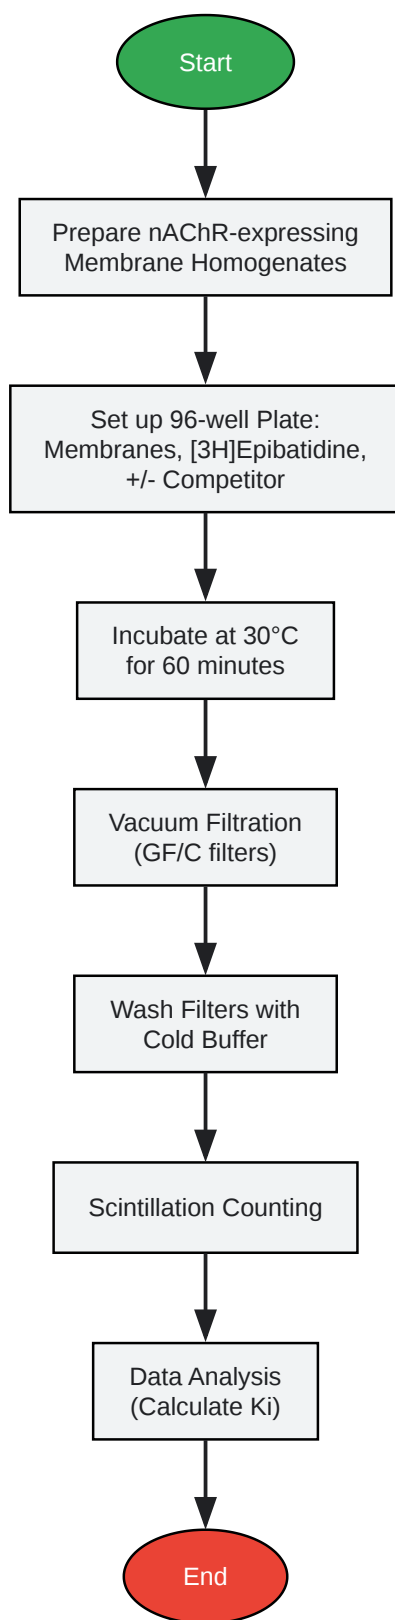 Start
Prepare nAChR-expressing
Membrane Homogenates
Set up 96-well Plate:
Membranes, [3H]Epibatidine,
+/- Competitor
Incubate at 30°C
for 60 minutes
Vacuum Filtration
(GF/C filters)
Wash Filters with
Cold Buffer
Scintillation Counting
Data Analysis
(Calculate Ki)
End